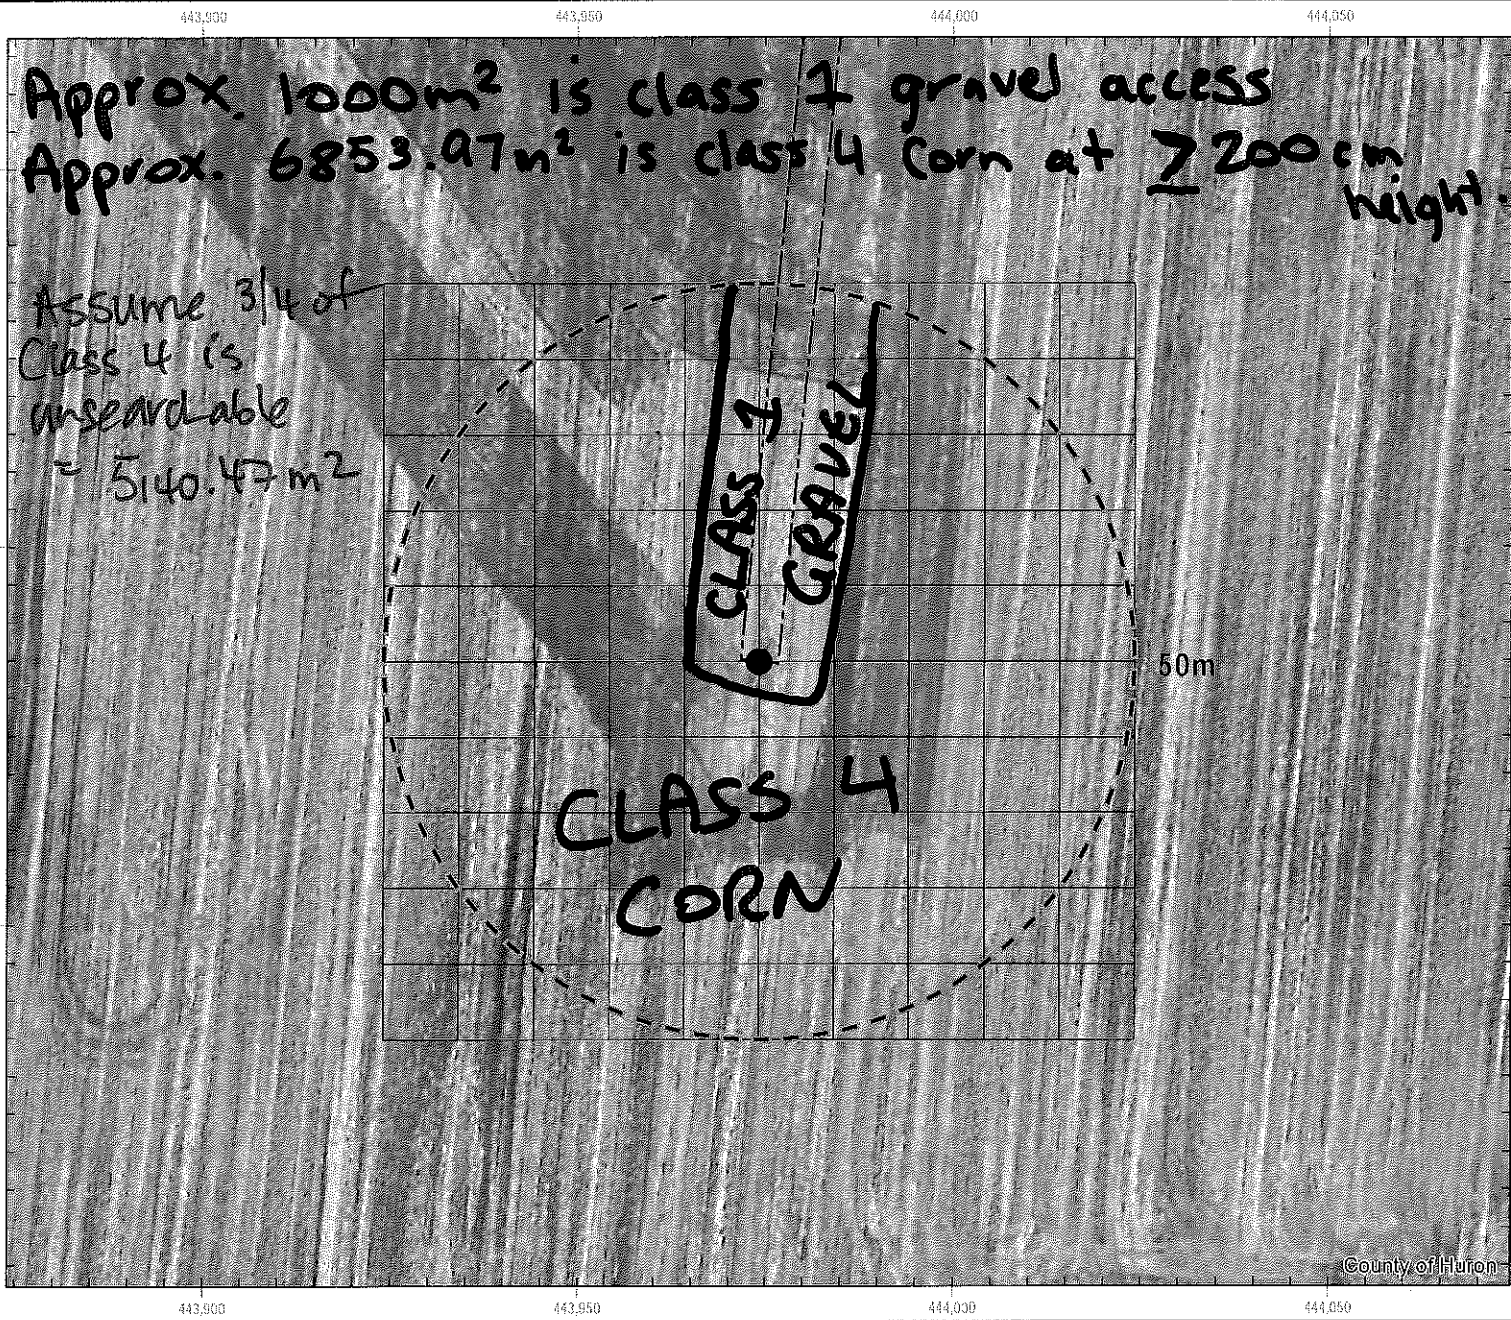 443,900 443,950 444,000 444,050
Approx. 1000m² is class 1 gravel access
Approx. 6853.97m² is class 4 Corn at ≥200cm
height.
Assume 3/4 of
Class 4 is
unsearchable
= 5140.47m²
CLASS 1
GRAVEL
50m
CLASS 4
CORN
County of Huron
443,900 443,950 444,000 444,050